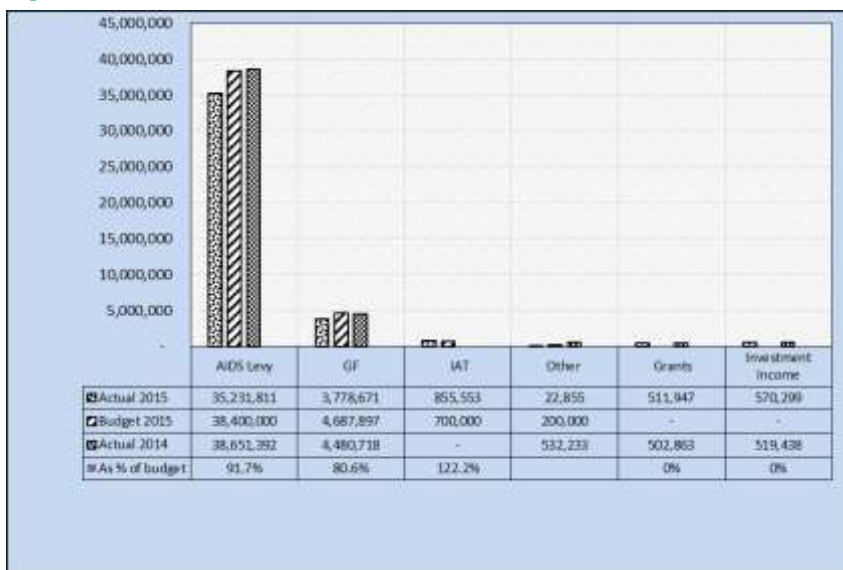 45,000,000
40,000,000
35,000,000
30,000,000
25,000,000
20,000,000
15,000,000
10,000,000
5,000,000
-
AIDS Levy GF IAT Other Grants Investment Income
Actual 2015 35,231,811 3,778,671 855,553 22,855 511,947 570,299
Budget 2015 38,400,000 4,687,897 700,000 200,000 - -
Actual 2014 38,651,392 4,480,718 - 532,233 502,863 519,438
As % of budget 91.7% 80.6% 122.2% 0% 0%